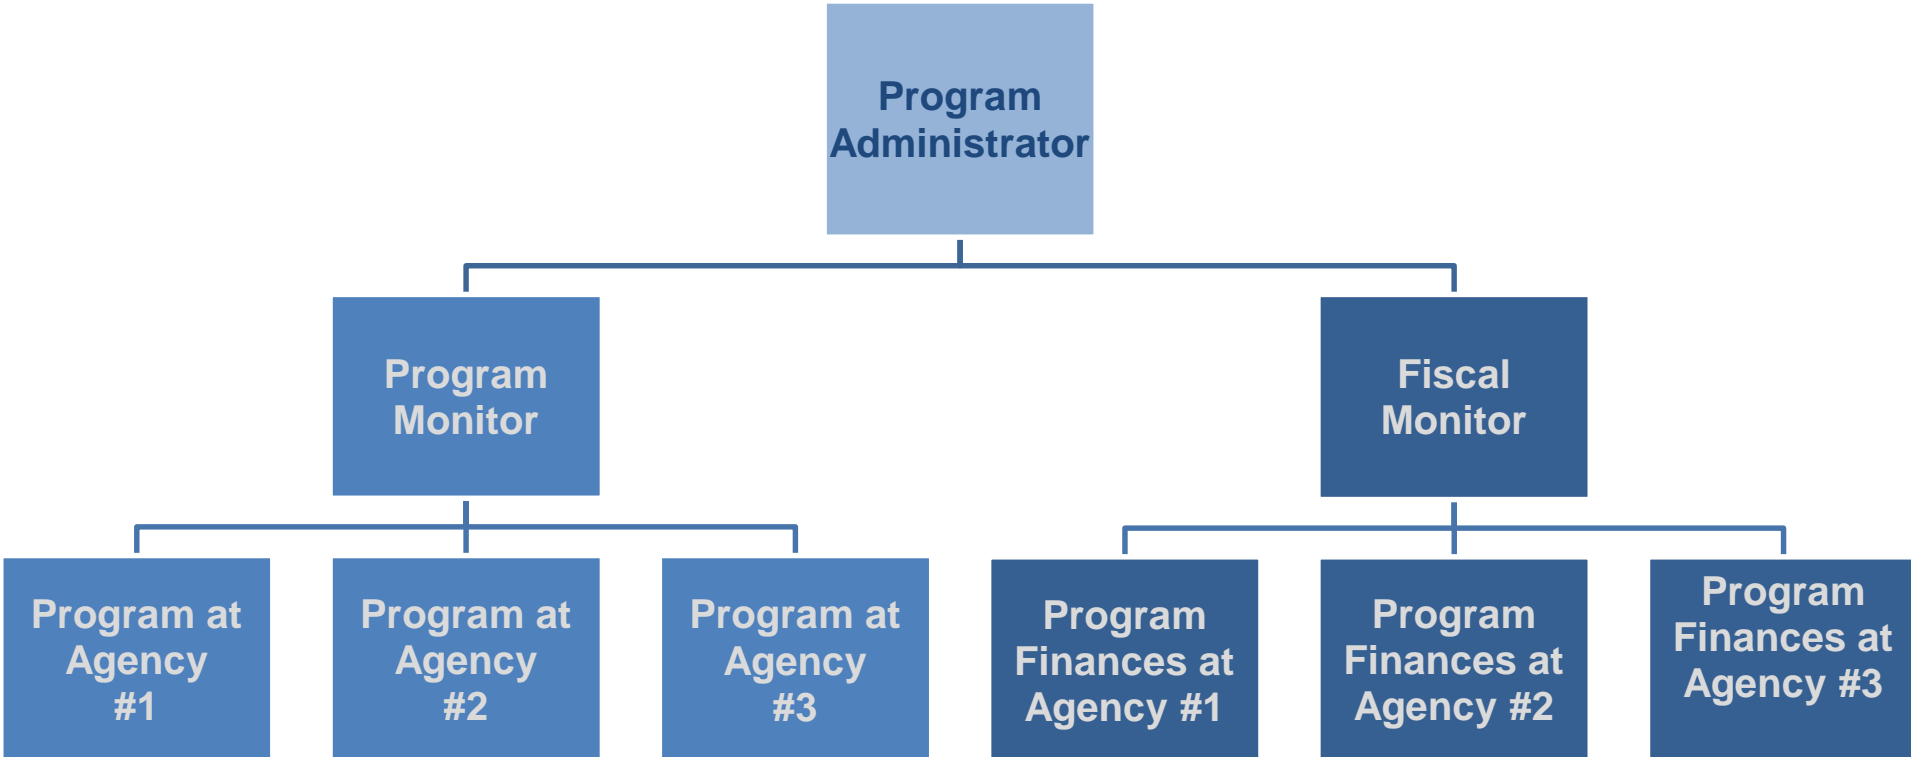 Program
Administrator
Program
Monitor
Fiscal
Monitor
Program at
Agency
#1
Program at
Agency
#2
Program at
Agency
#3
Program
Finances at
Agency #1
Program
Finances at
Agency #2
Program
Finances at
Agency #3